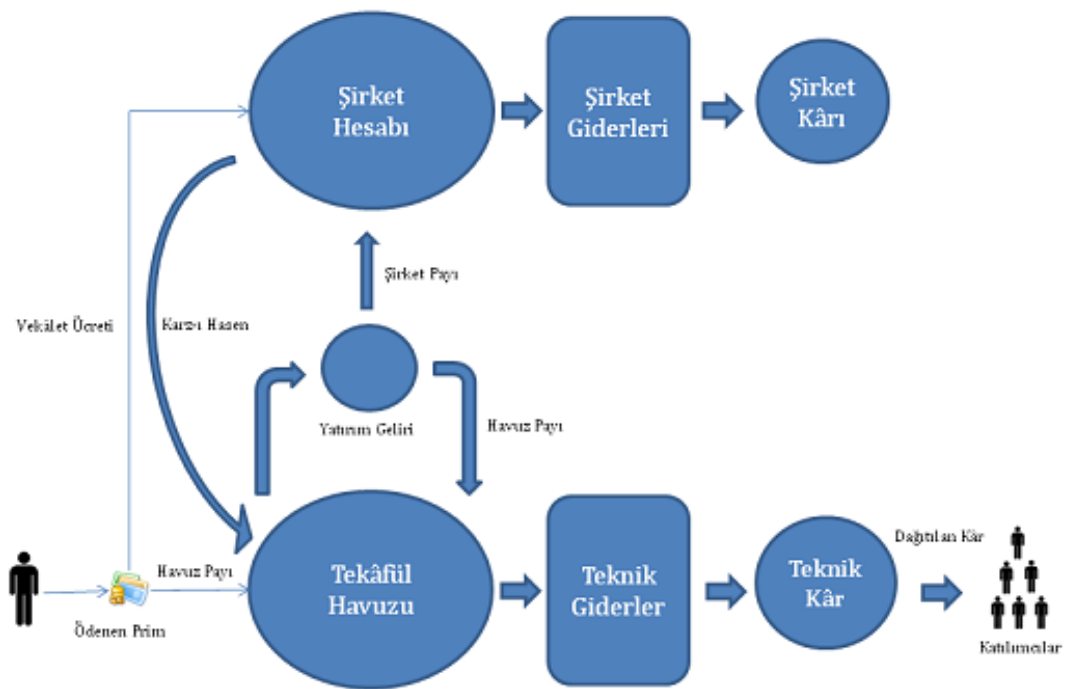 Şirket
Hesabı
Şirket
Giderleri
Şirket
Kârı
Şirket Payı
Vekâlet Ücreti
Karz-ı Hasen
Yatırım Geliri
Havuz Payı
Havuz Payı
Ödenen Prim
Tekâfül
Havuzu
Teknik
Giderler
Teknik
Kâr
Dağıtılan Kâr
Katılımcılar